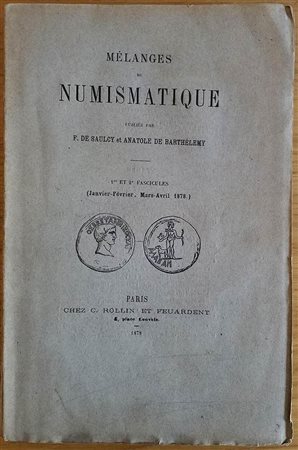 MÉLANGES
DE
NUMISMATIQUE
PUBLIÉS PAR
F. DE SAULCY et ANATOLE DE BARTHÉLEMY
1er ET 2e FASCICULES
(Janvier-Février, Mars-Avril 1878.)
PARIS
CHEZ C. ROLLIN ET FEUARDENT
4, place Louvois.
1878